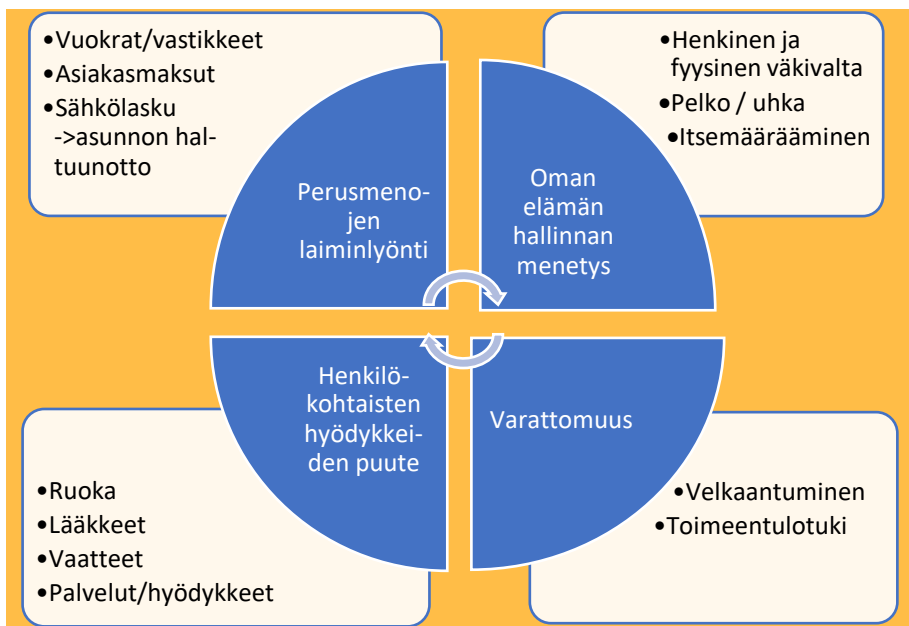 •Vuokrat/vastikkeet
•Asiakasmaksut
•Sähkölasku
->asunnon hal-
tuunotto
•Henkinen ja
fyysinen väkivalta
•Pelko / uhka
•Itsemäärääminen
Perusmeno-
jen
laiminlyönti
Oman
elämän
hallinnan
menetys
Henkilö-
kohtaisten
hyödykkei-
den puute
Varattomuus
•Ruoka
•Lääkkeet
•Vaatteet
•Palvelut/hyödykkeet
•Velkaantuminen
•Toimeentulotuki